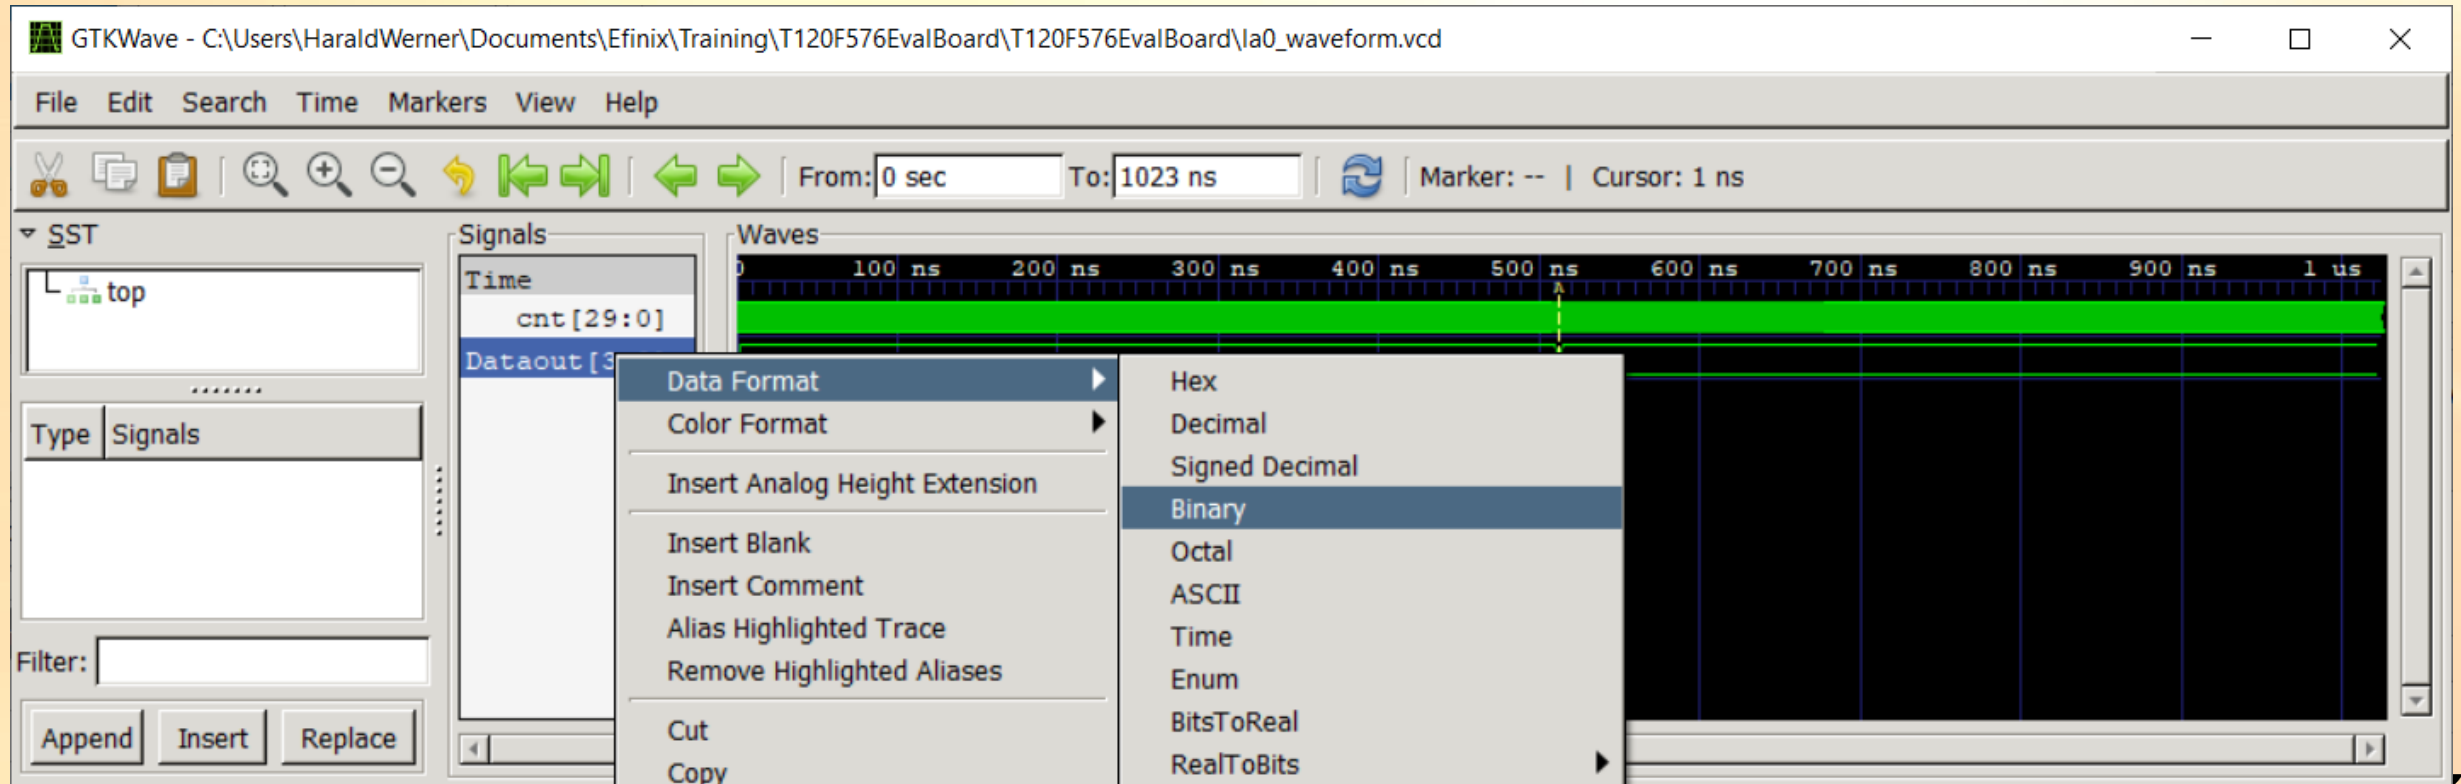 GTKWave - C:\Users\HaraldWerner\Documents\Efinix\Training\T120F576EvalBoard\T120F576EvalBoard\la0_waveform.vcd
File Edit Search Time Markers View Help
From: 0 sec To: 1023 ns Marker: -- | Cursor: 1 ns
SST
top
Type Signals
Filter:
Append Insert Replace
Signals
Time
cnt[29:0]
Dataout[3
Waves
0 100 ns 200 ns 300 ns 400 ns 500 ns 600 ns 700 ns 800 ns 900 ns 1 us
Data Format
Color Format
Insert Analog Height Extension
Insert Blank
Insert Comment
Alias Highlighted Trace
Remove Highlighted Aliases
Cut
Copy
Hex
Decimal
Signed Decimal
Binary
Octal
ASCII
Time
Enum
BitsToReal
RealToBits